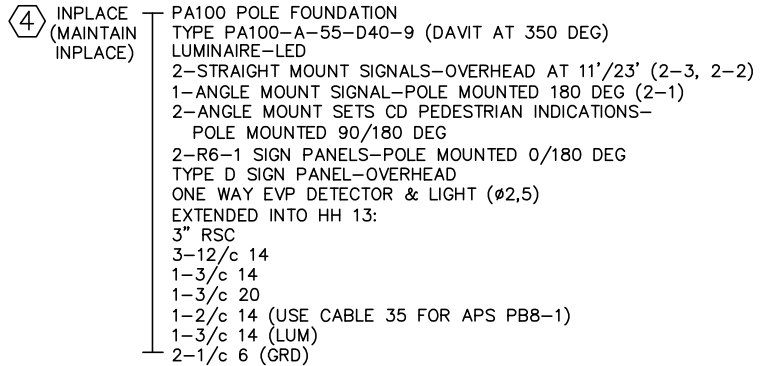 4 INPLACE PA100 POLE FOUNDATION
(MAINTAIN TYPE PA100-A-55-D40-9 (DAVIT AT 350 DEG)
INPLACE) LUMINAIRE-LED
2-STRAIGHT MOUNT SIGNALS-OVERHEAD AT 11'/23' (2-3, 2-2)
1-ANGLE MOUNT SIGNAL-POLE MOUNTED 180 DEG (2-1)
2-ANGLE MOUNT SETS CD PEDESTRIAN INDICATIONS-
POLE MOUNTED 90/180 DEG
2-R6-1 SIGN PANELS-POLE MOUNTED 0/180 DEG
TYPE D SIGN PANEL-OVERHEAD
ONE WAY EVP DETECTOR & LIGHT (ø2,5)
EXTENDED INTO HH 13:
3" RSC
3-12/c 14
1-3/c 14
1-3/c 20
1-2/c 14 (USE CABLE 35 FOR APS PB8-1)
1-3/c 14 (LUM)
2-1/c 6 (GRD)